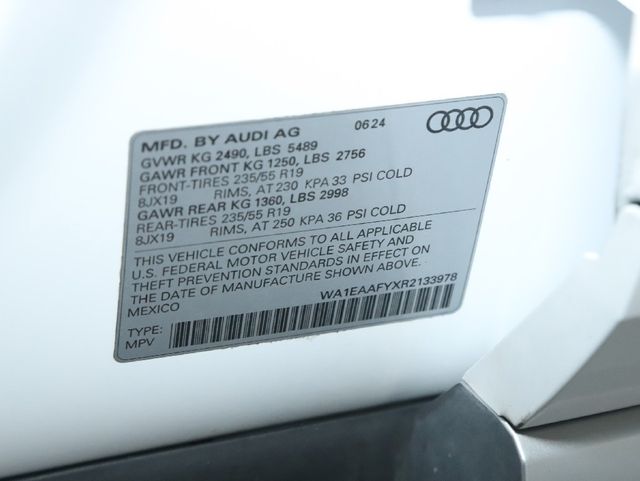 MFD. BY AUDI AG 06 24
GVWR KG 2490, LBS 5489
GAWR FRONT KG 1250, LBS 2756
FRONT-TIRES 235/55 R19
8JX19 RIMS, AT 230 KPA 33 PSI COLD
GAWR REAR KG 1360, LBS 2998
REAR-TIRES 235/55 R19
8JX19 RIMS, AT 250 KPA 36 PSI COLD
THIS VEHICLE CONFORMS TO ALL APPLICABLE
U.S. FEDERAL MOTOR VEHICLE SAFETY AND
THEFT PREVENTION STANDARDS IN EFFECT ON
THE DATE OF MANUFACTURE SHOWN ABOVE.
MEXICO WA1EAAFYXR2133978
TYPE:
MPV